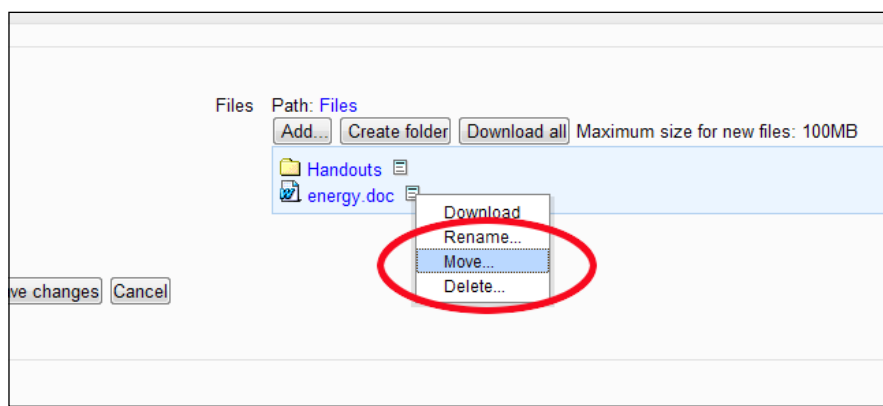 Files Path: Files
Add... Create folder Download all Maximum size for new files: 100MB
Handouts
energy.doc
Download
Rename...
Move...
Delete...
ve changes Cancel